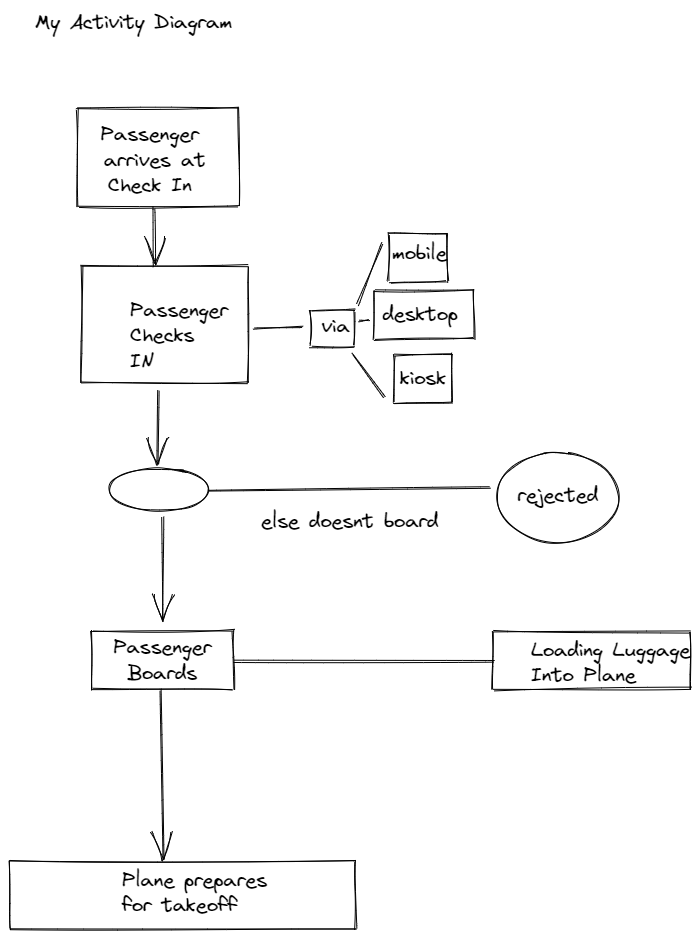 My Activity Diagram
Passenger
arrives at
Check In
Passenger
Checks
IN
via
mobile
desktop
kiosk
else doesnt board
rejected
Passenger
Boards
Loading Luggage
Into Plane
Plane prepares
for takeoff